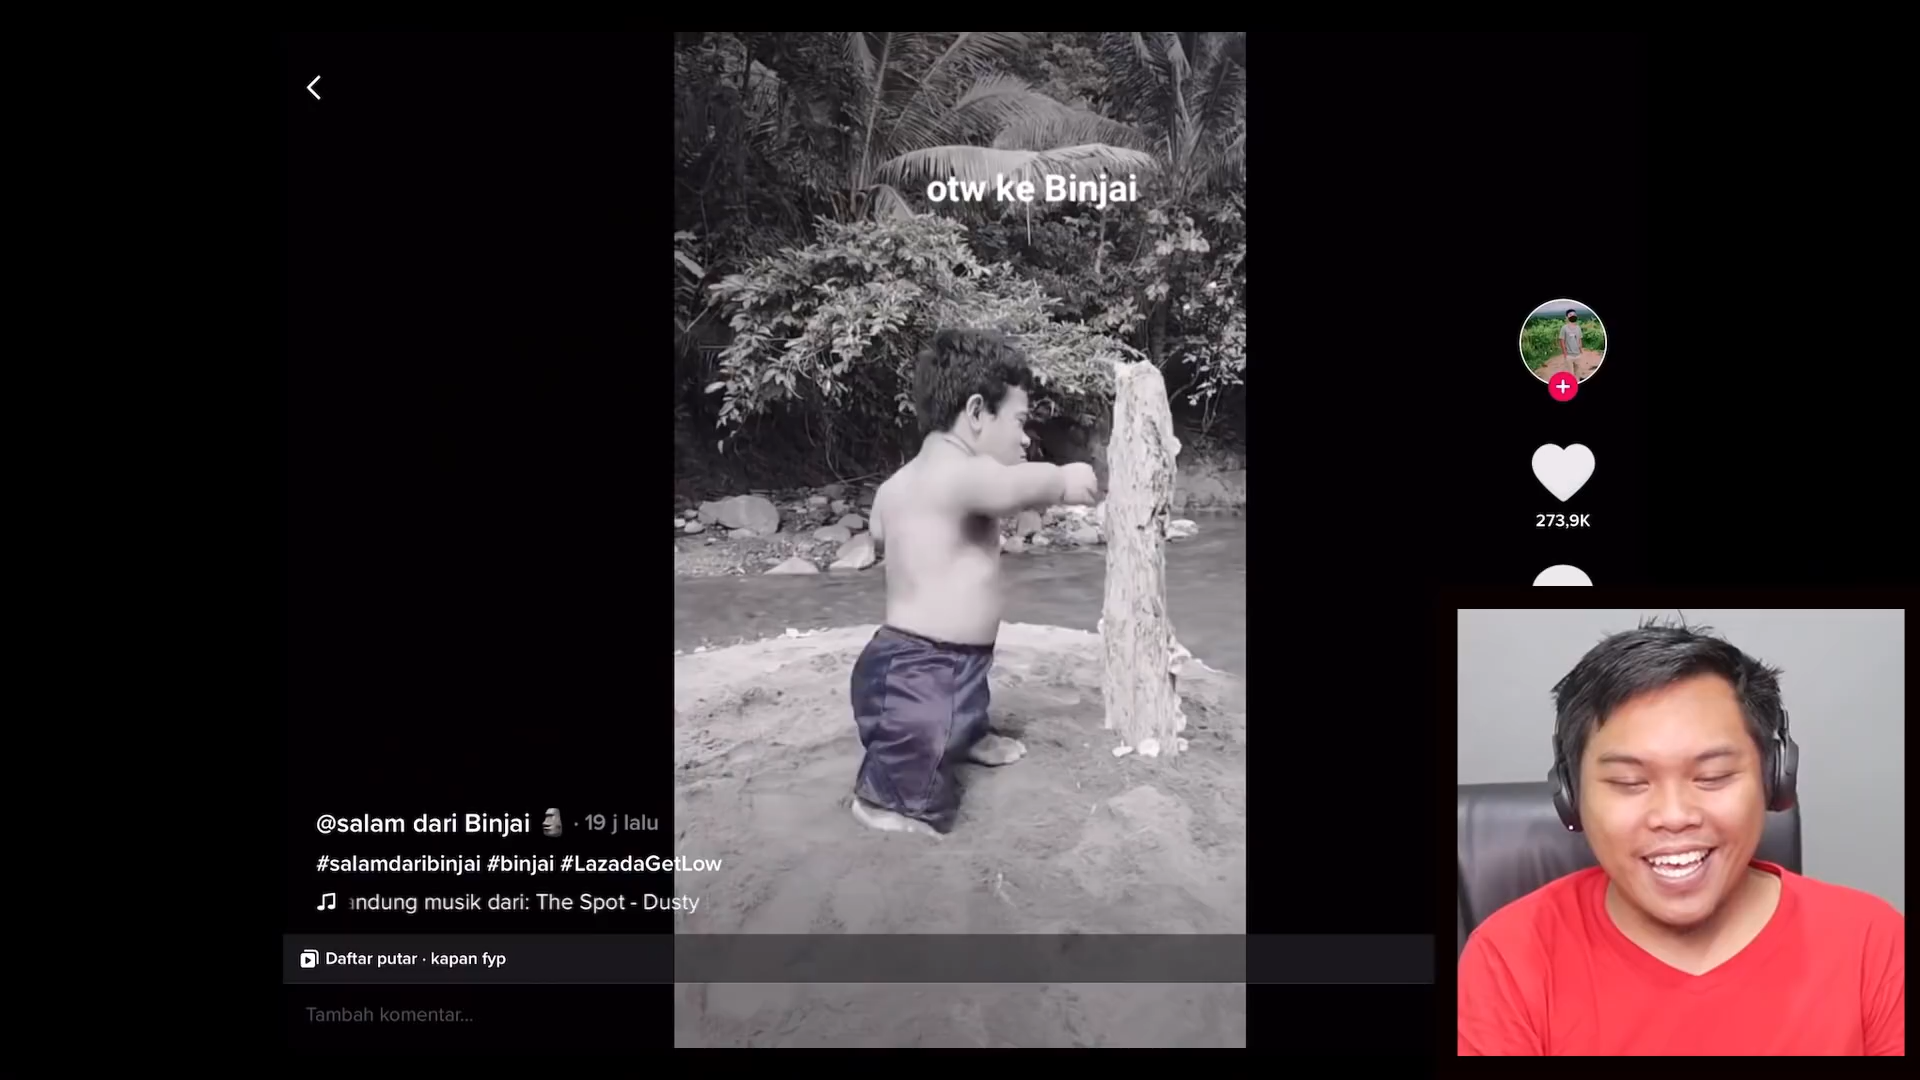 otw ke Binjai
273,9K
@salam dari Binjai 🗿 · 19 j lalu
#salamdaribinjai #binjai #LazadaGetLow
andung musik dari: The Spot - Dusty
Daftar putar · kapan fyp
Tambah komentar...